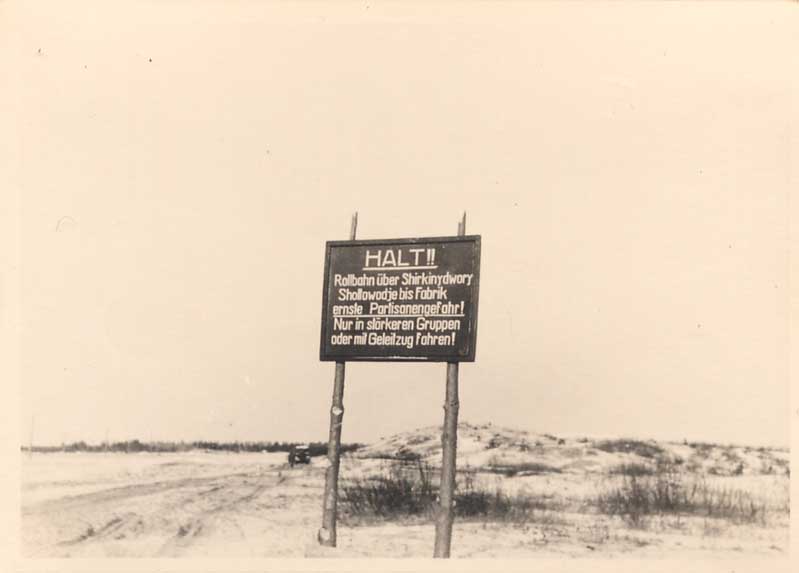 HALT!!
Rollbahn über Shirkinydwory
Shollowodje bis Fabrik
ernste Partisanengefahr!
Nur in stärkeren Gruppen
oder mit Geleitzug fahren!